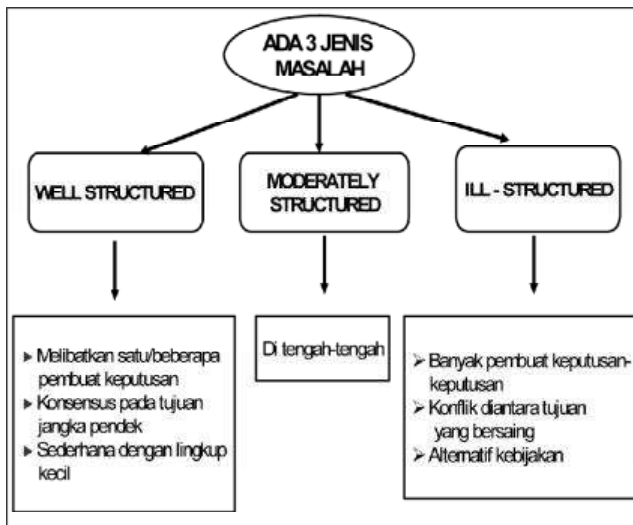 ADA 3 JENIS
MASALAH
WELL STRUCTURED
MODERATELY
STRUCTURED
ILL - STRUCTURED
Melibatkan satu/beberapa
pembuat keputusan
Konsensus pada tujuan
jangka pendek
Sederhana dengan lingkup
kecil
Di tengah-tengah
Banyak pembuat keputusan-
keputusan
Konflik diantara tujuan
yang bersaing
Alternatif kebijakan